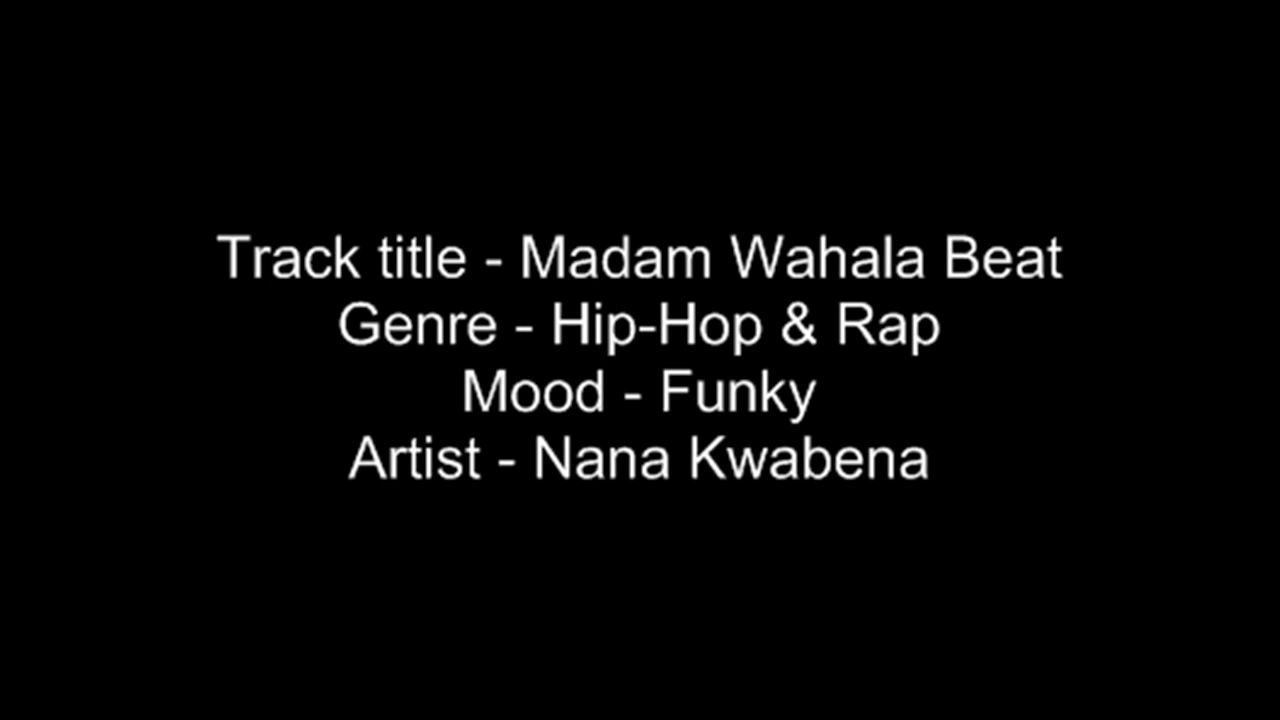 Track title - Madam Wahala Beat
Genre - Hip-Hop & Rap
Mood - Funky
Artist - Nana Kwabena